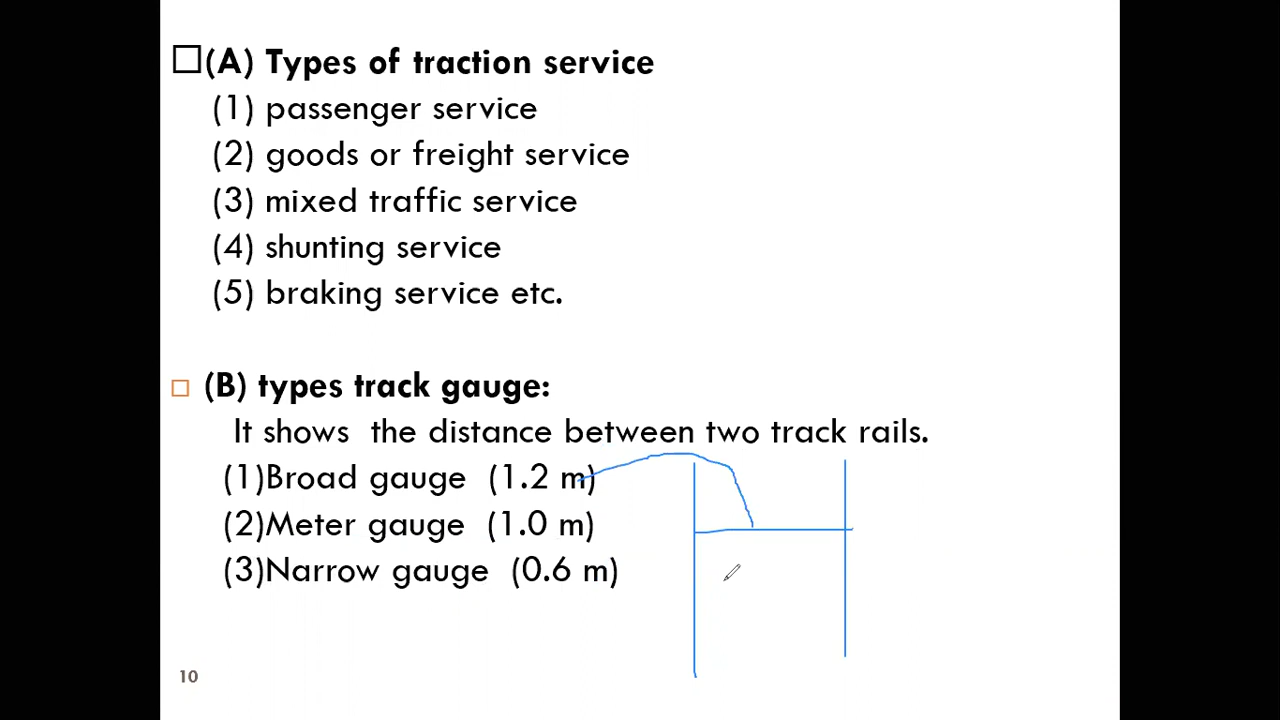 (A) Types of traction service
(1) passenger service
(2) goods or freight service
(3) mixed traffic service
(4) shunting service
(5) braking service etc.
(B) types track gauge:
It shows the distance between two track rails.
(1)Broad gauge (1.2 m)
(2)Meter gauge (1.0 m)
(3)Narrow gauge (0.6 m)
10